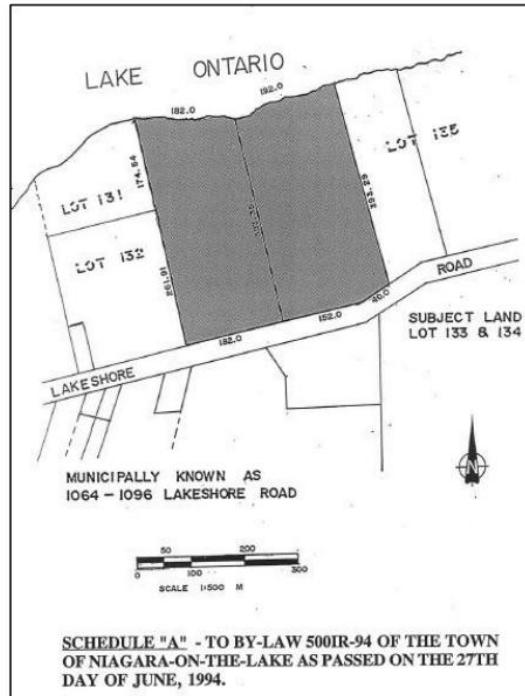 LAKE ONTARIO
182.0
192.0
174.54
LOT 131
LOT 135
393.29
LOT 132
261.91
ROAD
40.0
152.0
182.0
SUBJECT LAND
LOT 133 & 134
LAKESHORE
MUNICIPALLY KNOWN AS
1064 - 1096 LAKESHORE ROAD
N
50 200
0 100 300
SCALE 1:500 M
SCHEDULE "A" - TO BY-LAW 500IR-94 OF THE TOWN
OF NIAGARA-ON-THE-LAKE AS PASSED ON THE 27TH
DAY OF JUNE, 1994.